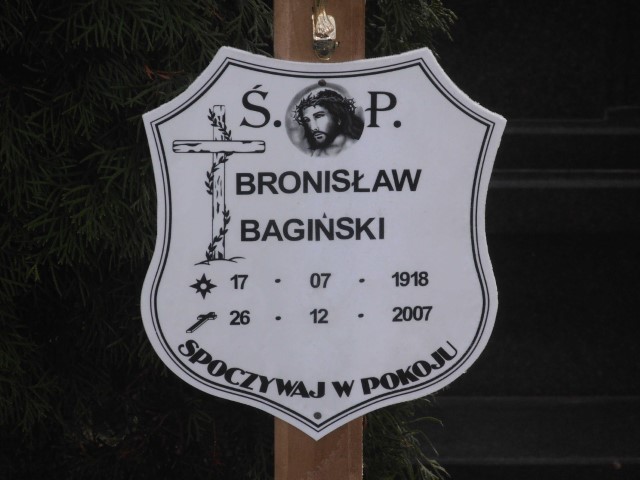 Ś. P.
BRONISŁAW
BAGIŃSKI
17 · 07 · 1918
26 · 12 · 2007
SPOCZYWAJ W POKOJU